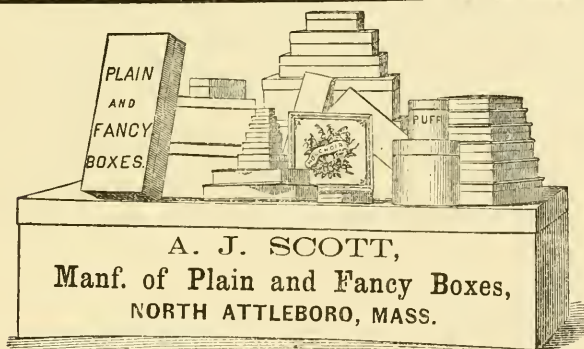 PLAIN
AND
FANCY
BOXES.
PUFF
A. J. SCOTT,
Manf. of Plain and Fancy Boxes,
NORTH ATTLEBORO, MASS.